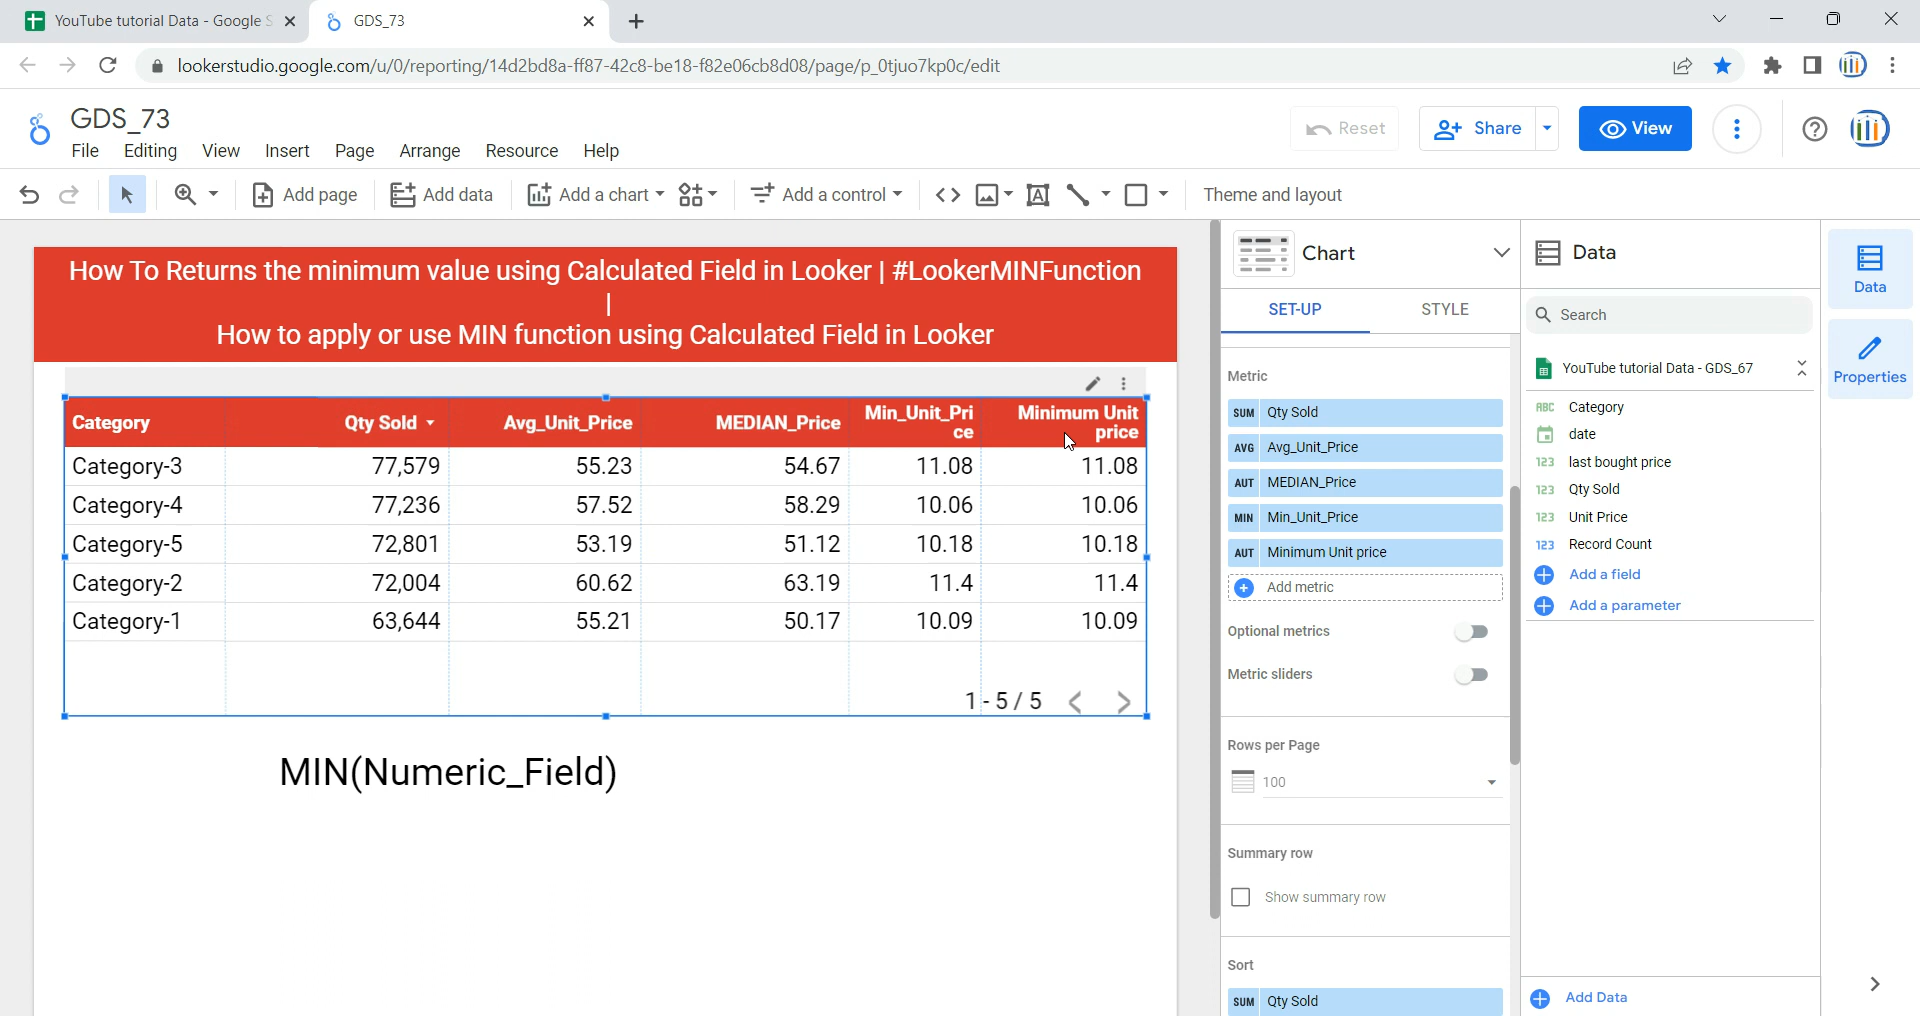 YouTube tutorial Data - Google S
GDS_73
lookerstudio.google.com/u/0/reporting/14d2bd8a-ff87-42c8-be18-f82e06cb8d08/page/p_0tjuo7kp0c/edit
GDS_73
File Editing View Insert Page Arrange Resource Help
Reset
Share
View
Add page
Add data
Add a chart
Add a control
Theme and layout
How To Returns the minimum value using Calculated Field in Looker | #LookerMINFunction
|
How to apply or use MIN function using Calculated Field in Looker
Category Qty Sold Avg_Unit_Price MEDIAN_Price Min_Unit_Pri Minimum Unit
ce price
Category-3 77,579 55.23 54.67 11.08 11.08
Category-4 77,236 57.52 58.29 10.06 10.06
Category-5 72,801 53.19 51.12 10.18 10.18
Category-2 72,004 60.62 63.19 11.4 11.4
Category-1 63,644 55.21 50.17 10.09 10.09
1 - 5 / 5
MIN(Numeric_Field)
Chart
SET-UP STYLE
Metric
SUM Qty Sold
AVG Avg_Unit_Price
AUT MEDIAN_Price
MIN Min_Unit_Price
AUT Minimum Unit price
Add metric
Optional metrics
Metric sliders
Rows per Page
100
Summary row
Show summary row
Sort
SUM Qty Sold
Data
Search
YouTube tutorial Data - GDS_67
ABC Category
date
123 last bought price
123 Qty Sold
123 Unit Price
123 Record Count
Add a field
Add a parameter
Add Data
Data
Properties